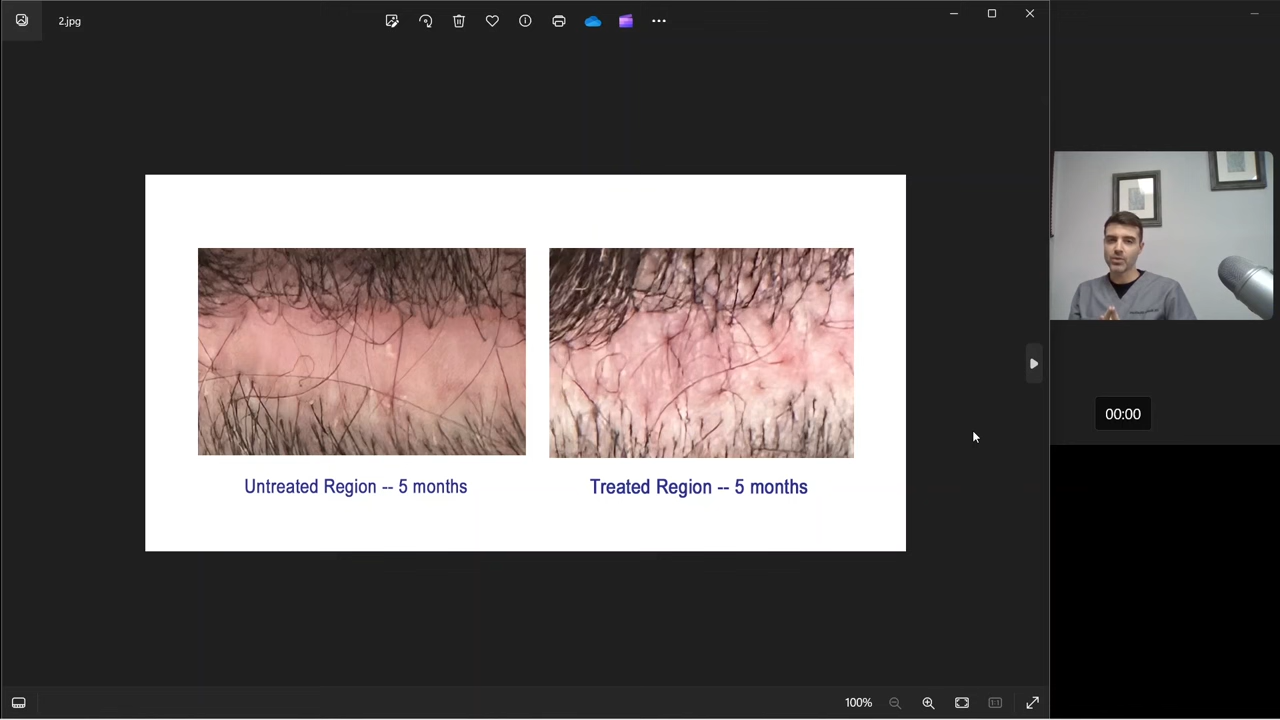 2.jpg
Untreated Region -- 5 months
Treated Region -- 5 months
00:00
100%